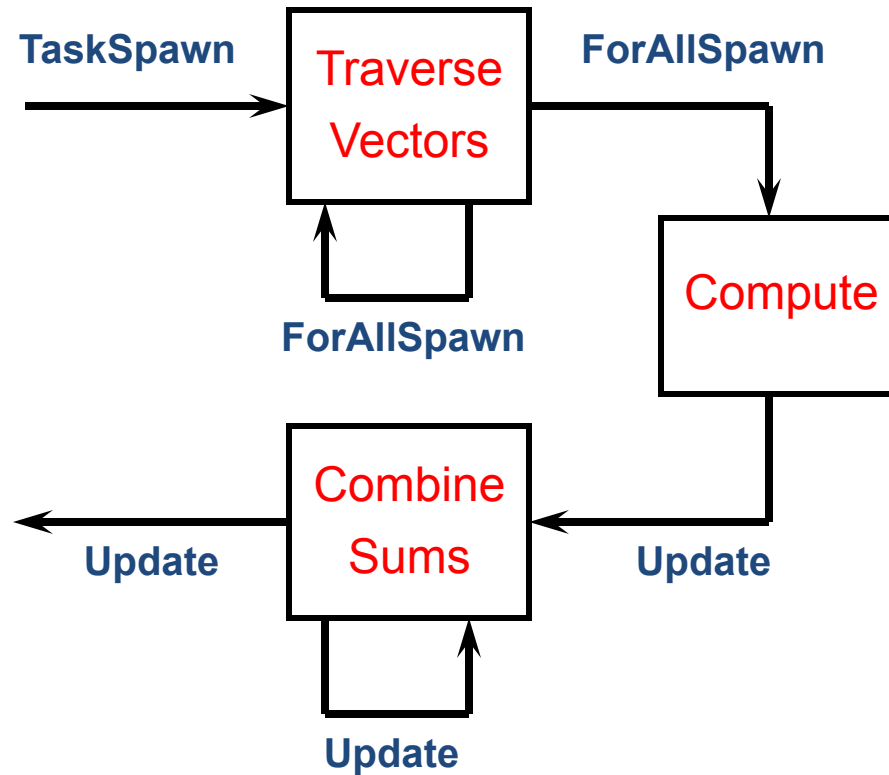 TaskSpawn
Traverse
Vectors
ForAllSpawn
Compute
ForAllSpawn
Combine
Sums
Update
Update
Update